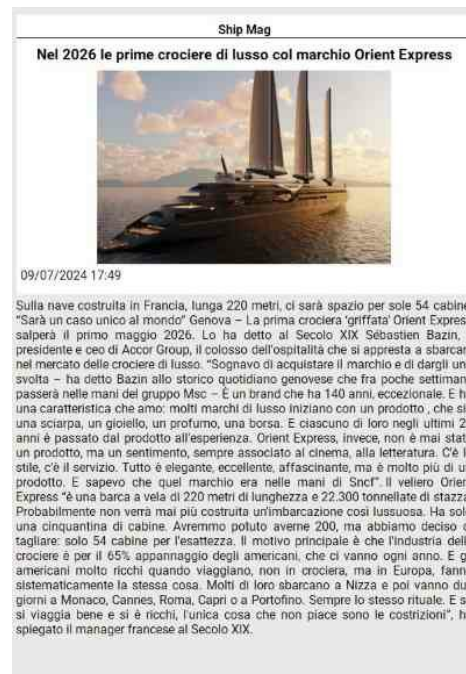 Ship Mag
Nel 2026 le prime crociere di lusso col marchio Orient Express
09/07/2024 17:49
Sulla nave costruita in Francia, lunga 220 metri, ci sarà spazio per sole 54 cabine
"Sarà un caso unico al mondo" Genova – La prima crociera 'griffata' Orient Expres
salperà il primo maggio 2026. Lo ha detto al Secolo XIX Sébastien Bazin,
presidente e ceo di Accor Group, il colosso dell'ospitalità che si appresta a sbarcar
nel mercato delle crociere di lusso. "Sognavo di acquistare il marchio e di dargli un
svolta – ha detto Bazin allo storico quotidiano genovese che fra poche settiman
passerà nelle mani del gruppo Msc – È un brand che ha 140 anni, eccezionale. E h
una caratteristica che amo: molti marchi di lusso iniziano con un prodotto , che si
una sciarpa, un gioiello, un profumo, una borsa. E ciascuno di loro negli ultimi 2
anni è passato dal prodotto all'esperienza. Orient Express, invece, non è mai stat
un prodotto, ma un sentimento, sempre associato al cinema, alla letteratura. C'è l
stile, c'è il servizio. Tutto è elegante, eccellente, affascinante, ma è molto più di u
prodotto. E sapevo che quel marchio era nelle mani di Sncf". Il veliero Orien
Express "è una barca a vela di 220 metri di lunghezza e 22.300 tonnellate di stazza
Probabilmente non verrà mai più costruita un'imbarcazione così lussuosa. Ha sol
una cinquantina di cabine. Avremmo potuto averne 200, ma abbiamo deciso d
tagliare: solo 54 cabine per l'esattezza. Il motivo principale è che l'industria dell
crociere è per il 65% appannaggio degli americani, che ci vanno ogni anno. E g
americani molto ricchi quando viaggiano, non in crociera, ma in Europa, fann
sistematicamente la stessa cosa. Molti di loro sbarcano a Nizza e poi vanno du
giorni a Monaco, Cannes, Roma, Capri o a Portofino. Sempre lo stesso rituale. E s
si viaggia bene e si è ricchi, l'unica cosa che non piace sono le costrizioni", h
spiegato il manager francese al Secolo XIX.